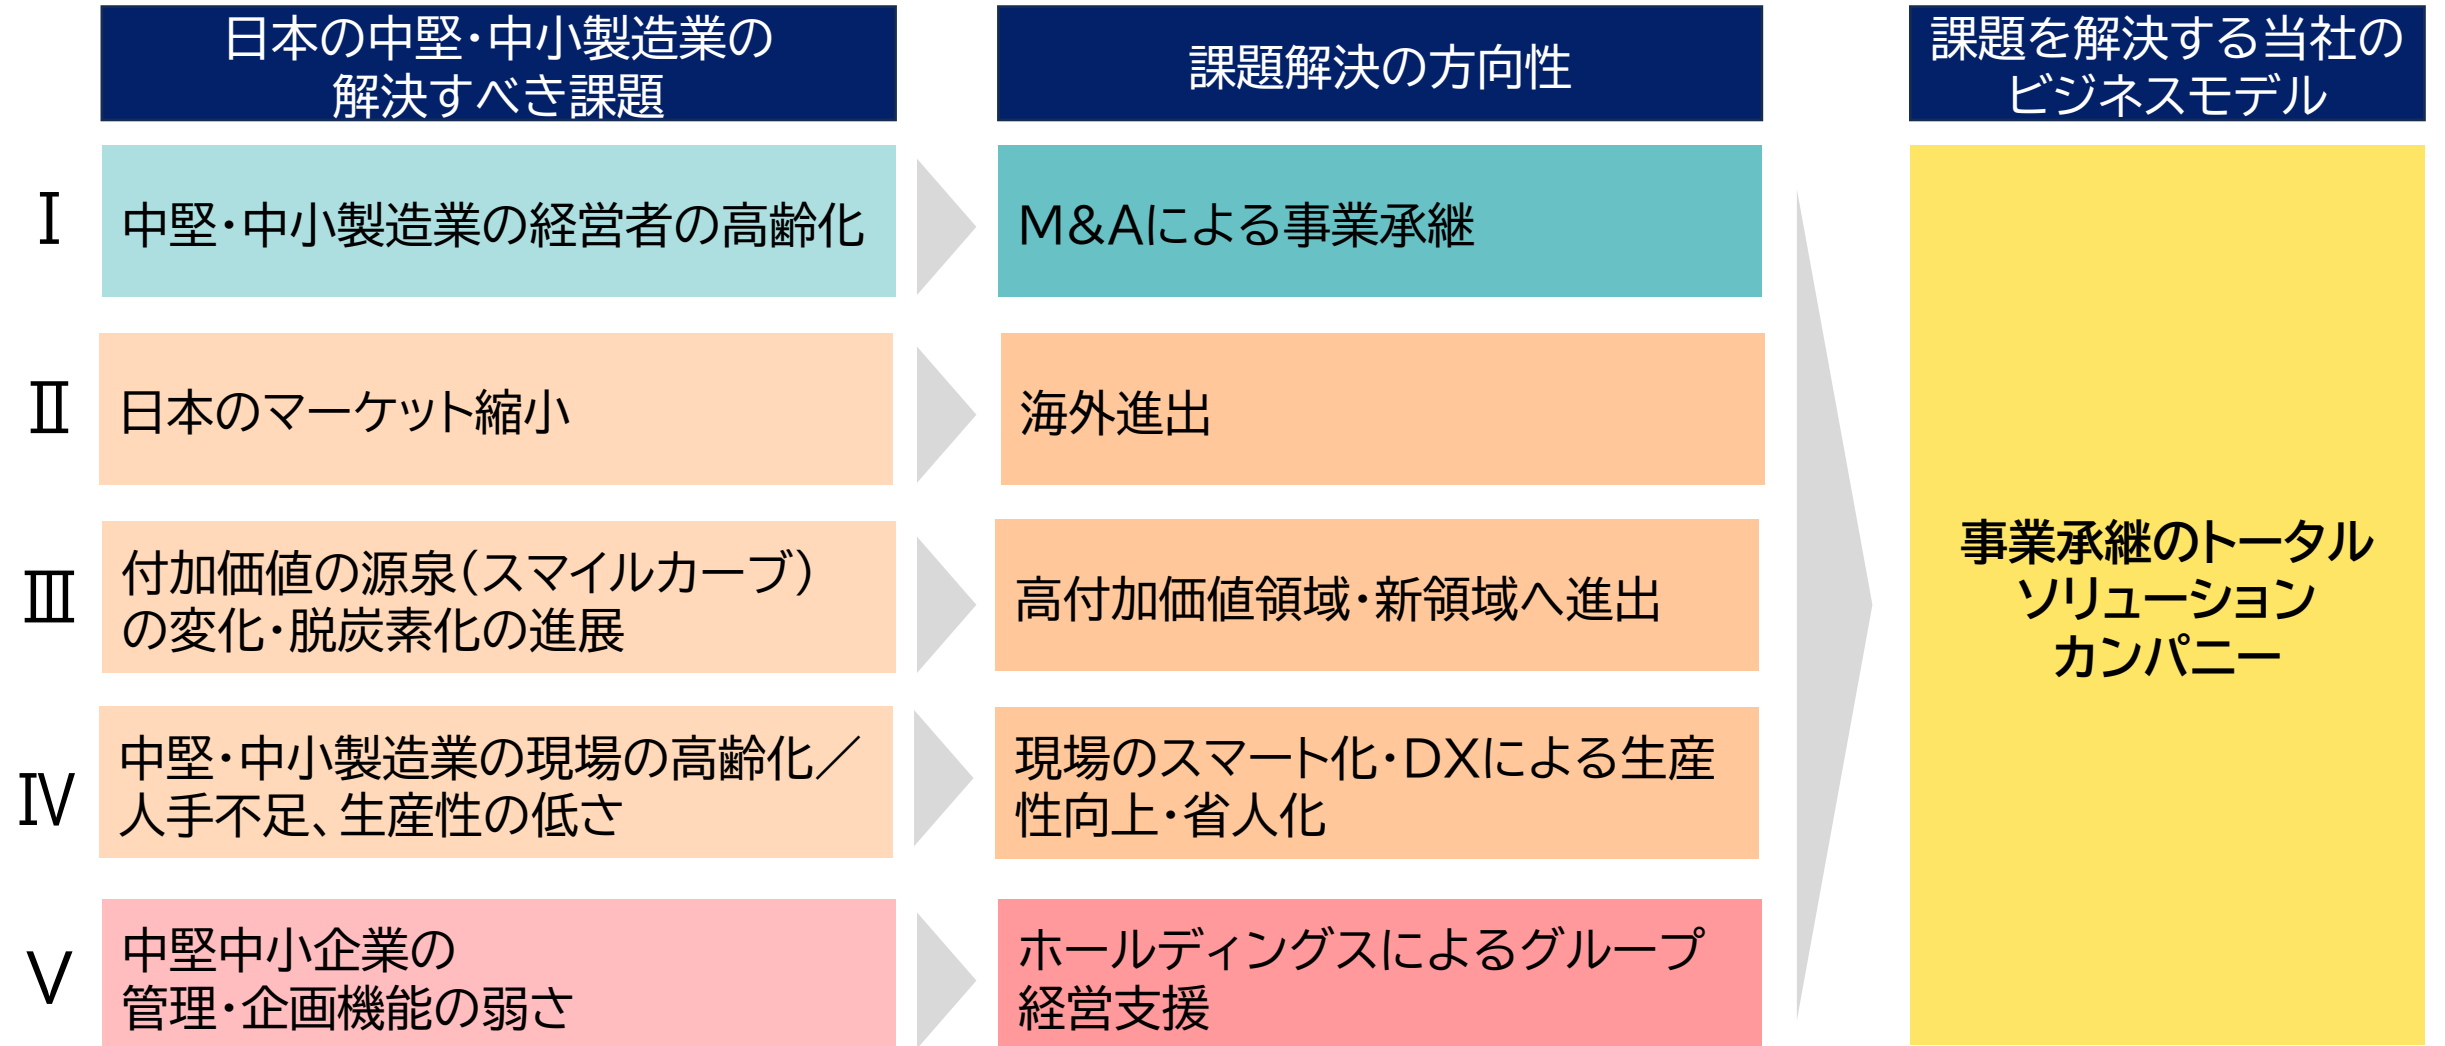 日本の中堅・中小製造業の
解決すべき課題
課題解決の方向性
課題を解決する当社の
ビジネスモデル
Ⅰ
中堅・中小製造業の経営者の高齢化
M&Aによる事業承継
Ⅱ
日本のマーケット縮小
海外進出
Ⅲ
付加価値の源泉（スマイルカーブ）
の変化・脱炭素化の進展
高付加価値領域・新領域へ進出
Ⅳ
中堅・中小製造業の現場の高齢化／
人手不足、生産性の低さ
現場のスマート化・DXによる生産
性向上・省人化
Ⅴ
中堅中小企業の
管理・企画機能の弱さ
ホールディングスによるグループ
経営支援
事業承継のトータル
ソリューション
カンパニー